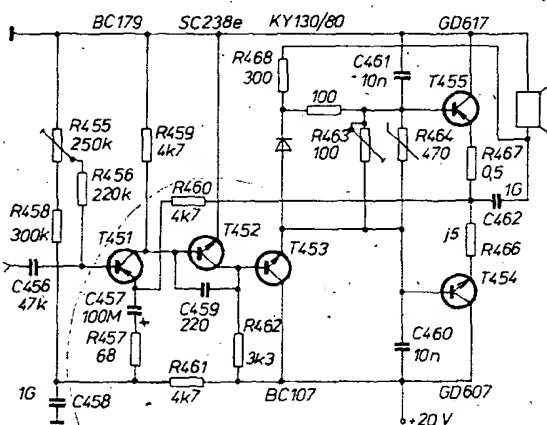 BC179 SC238e KY130/80 GD617
R468
300
C461
10n
T455
R455
250k
R459
4k7
100
R463
100
R464
470
R467
0,5
R456
220k
R460
4k7
1G
C462
R458
300k
T451
T452
T453
j5
R466
T454
C456
47k
C457
100M
+
C459
220
R462
3k3
C460
10n
R457
68
R461
4k7
BC107
GD607
1G
C458
+20 V